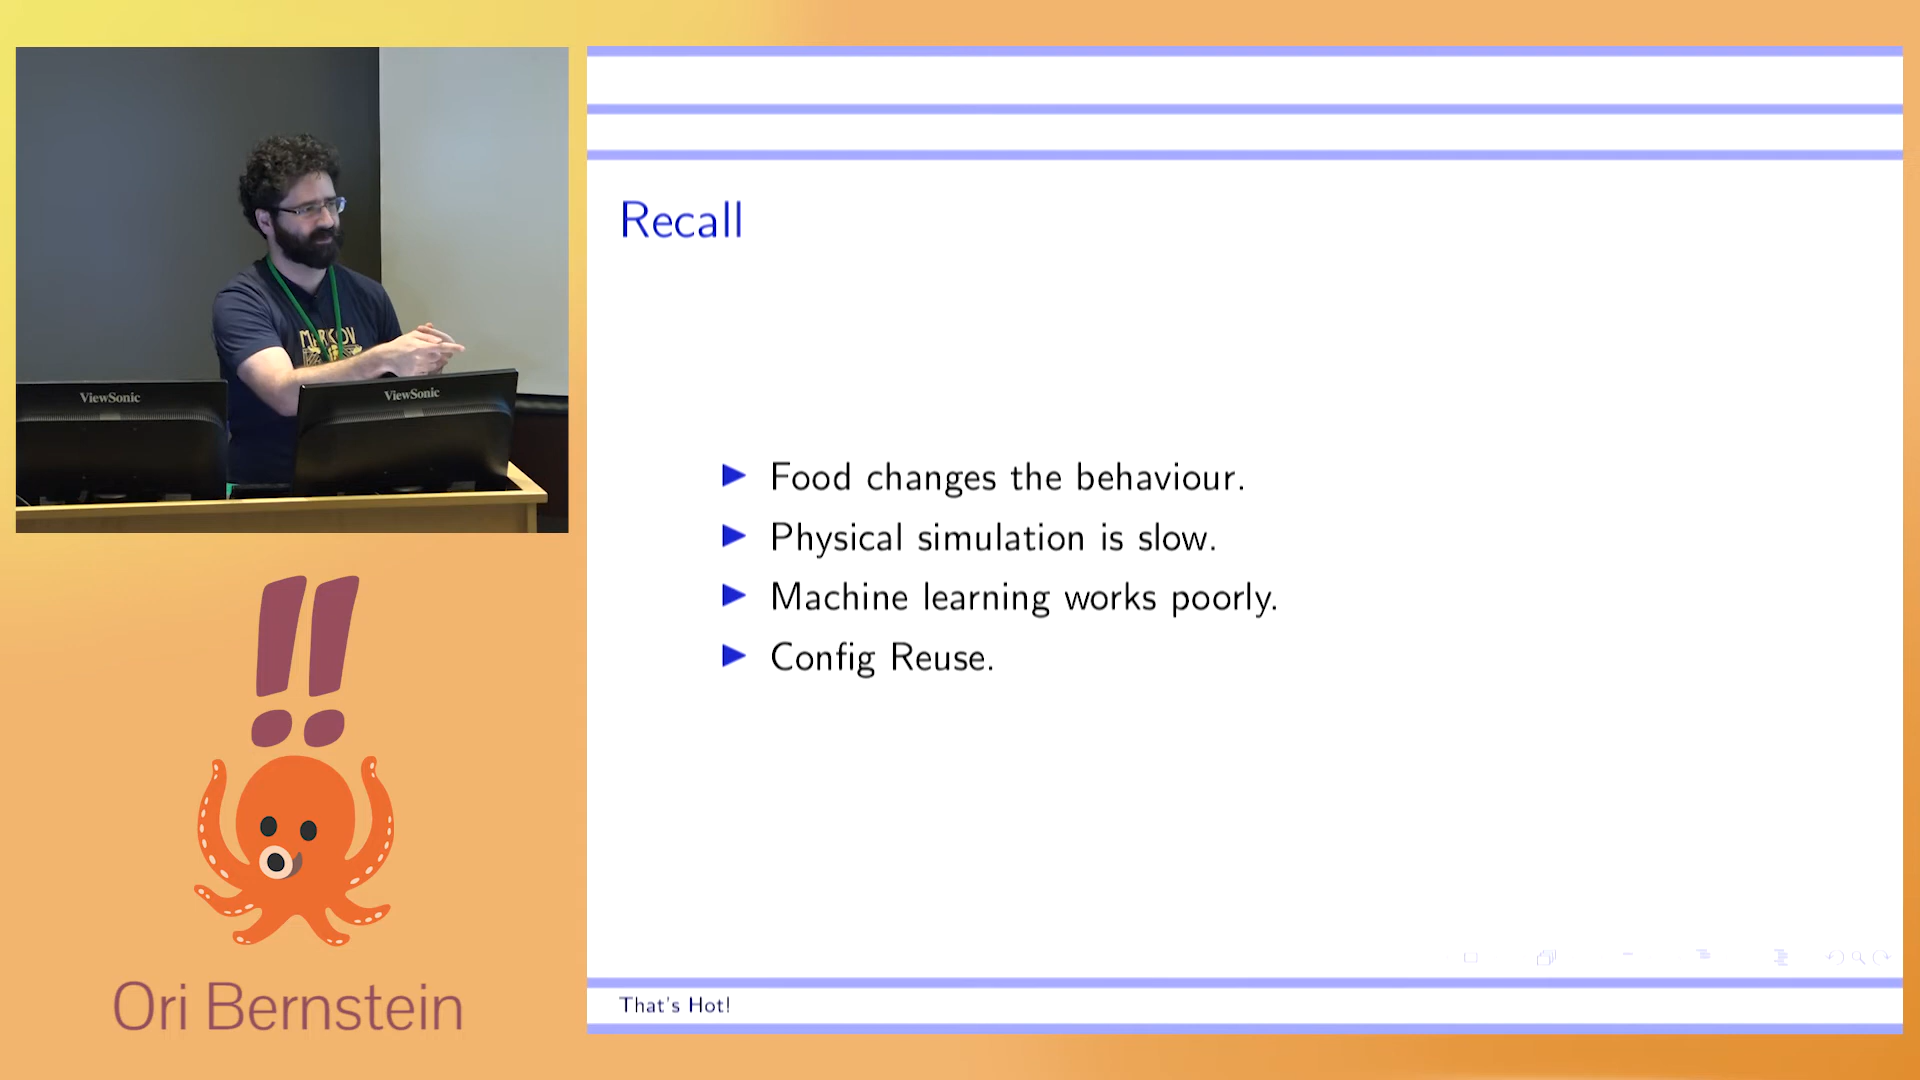 MARKOV
ViewSonic
ViewSonic
!!
Ori Bernstein
Recall
Food changes the behaviour.
Physical simulation is slow.
Machine learning works poorly.
Config Reuse.
That's Hot!